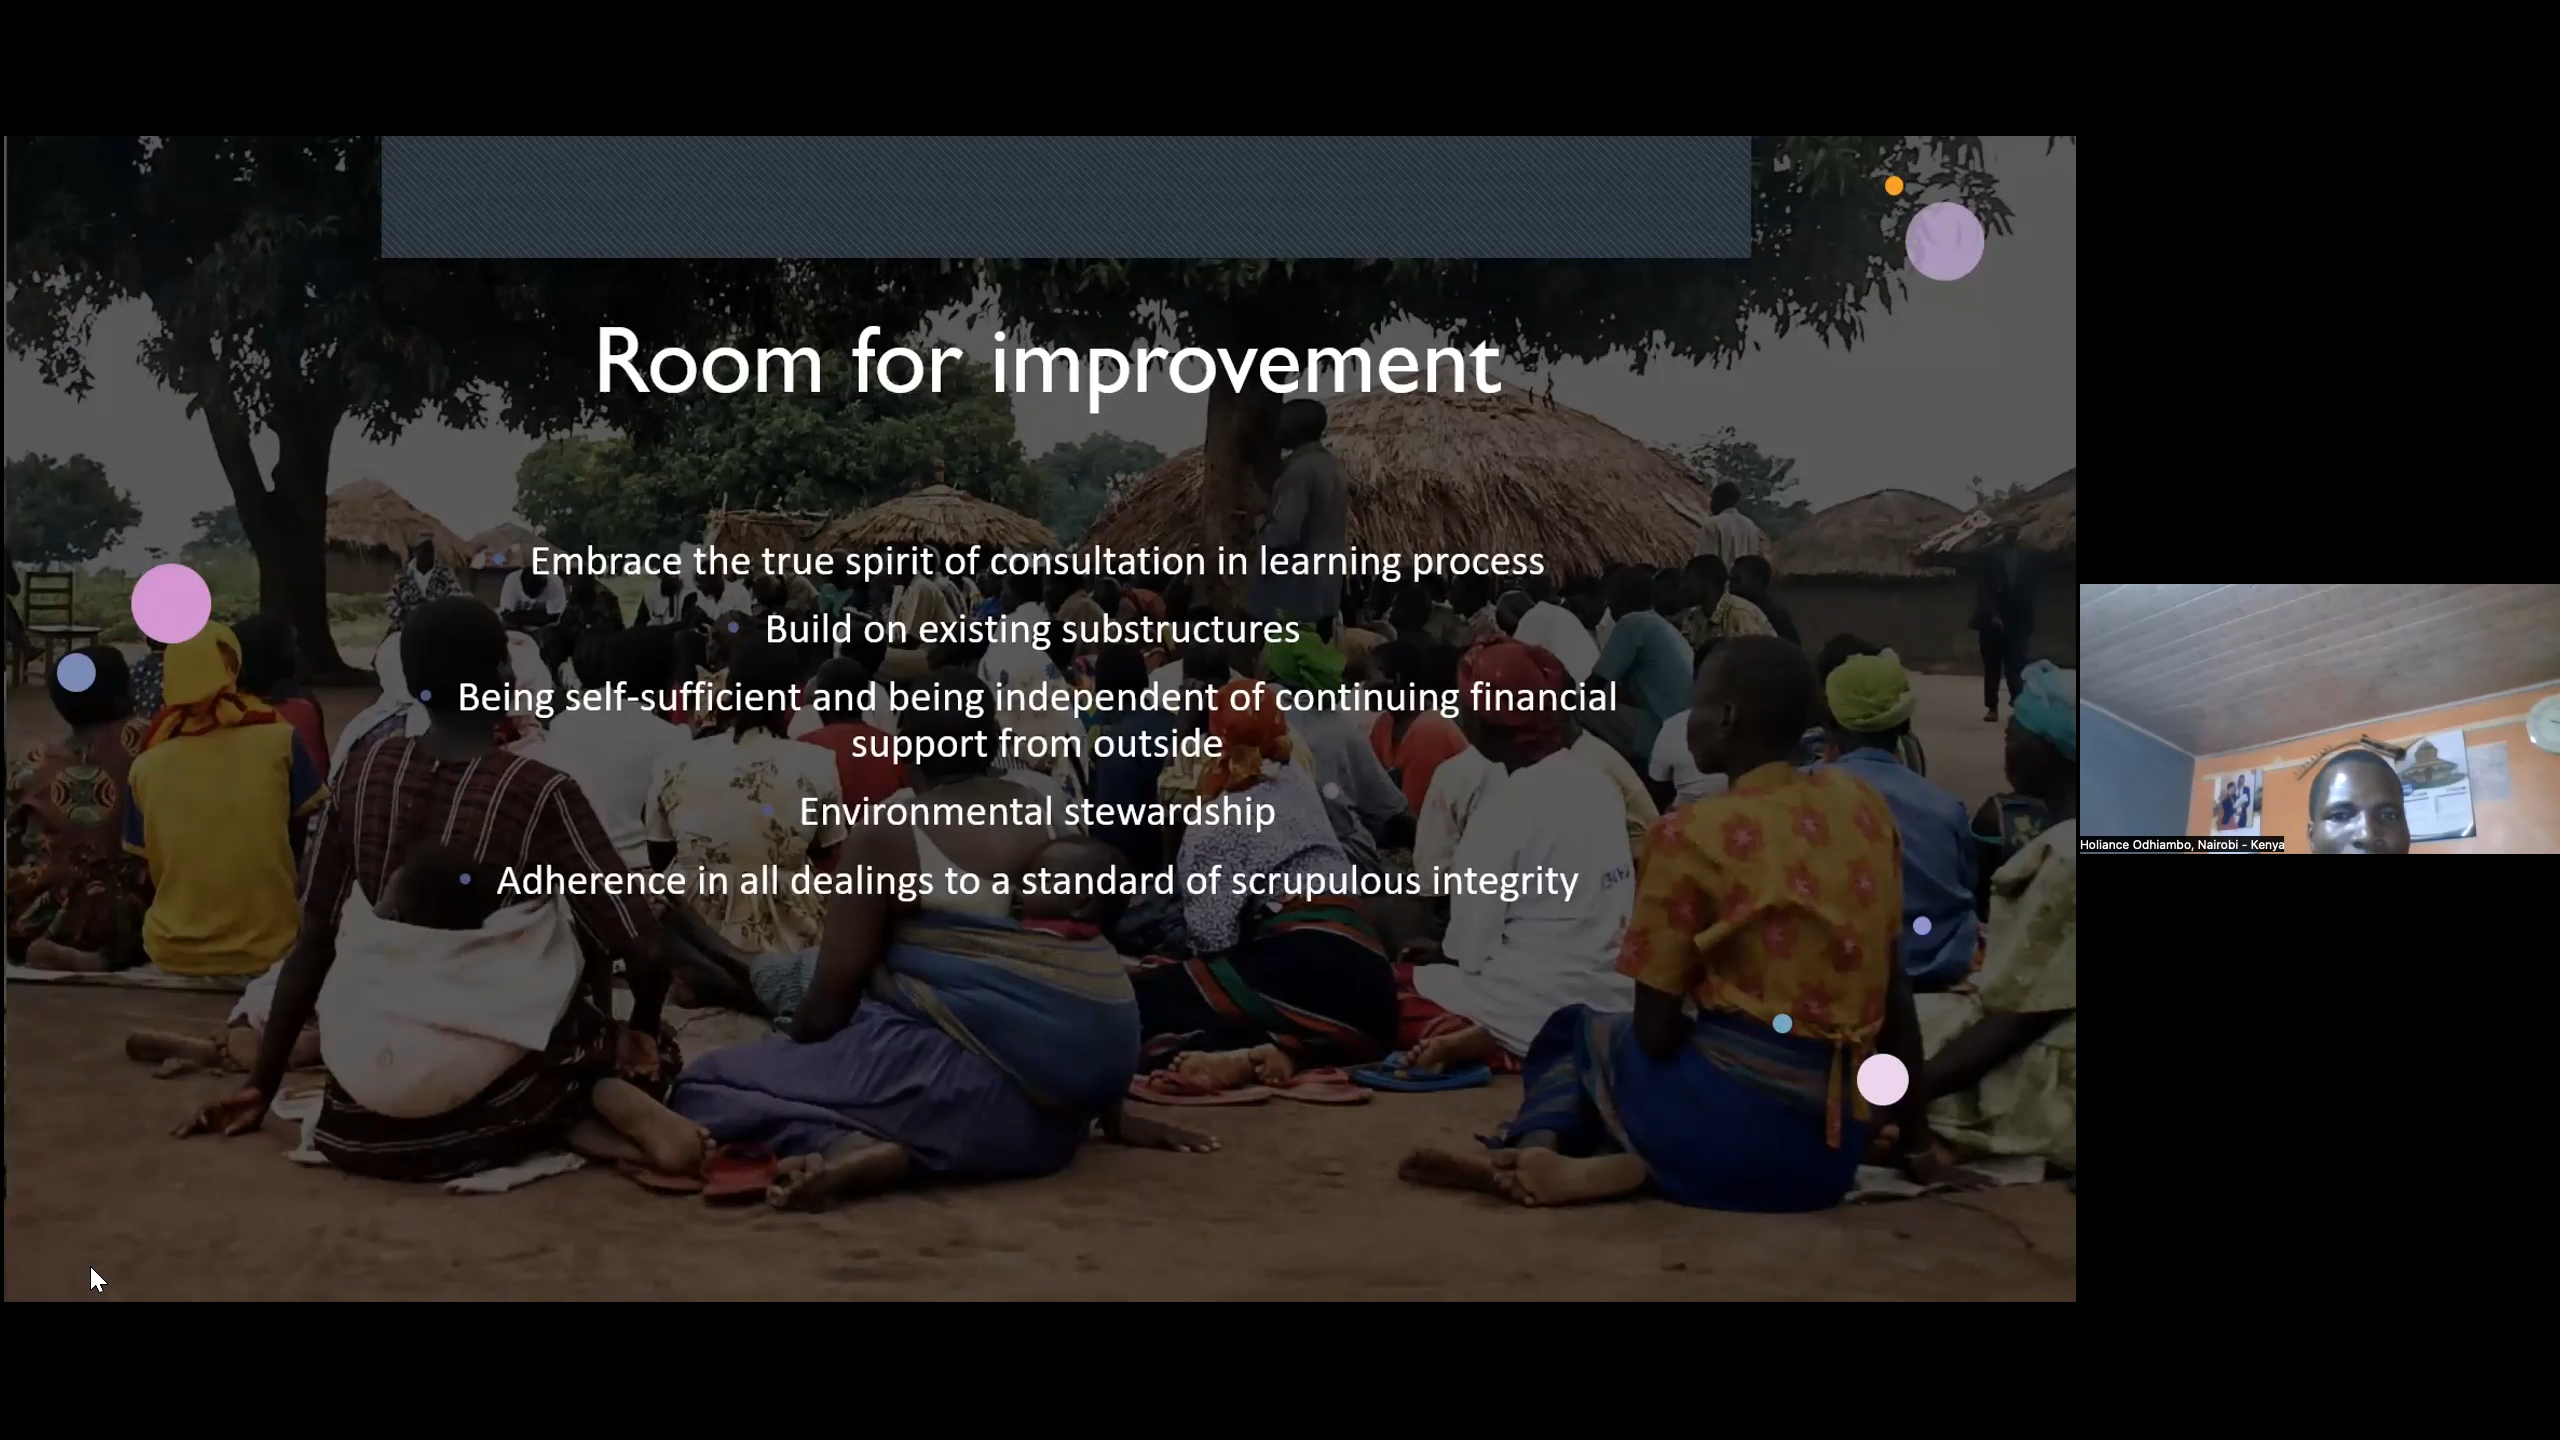 Room for improvement
Embrace the true spirit of consultation in learning process
Build on existing substructures
Being self-sufficient and being independent of continuing financial
support from outside
Environmental stewardship
Adherence in all dealings to a standard of scrupulous integrity
Holiance Odhiambo, Nairobi - Kenya